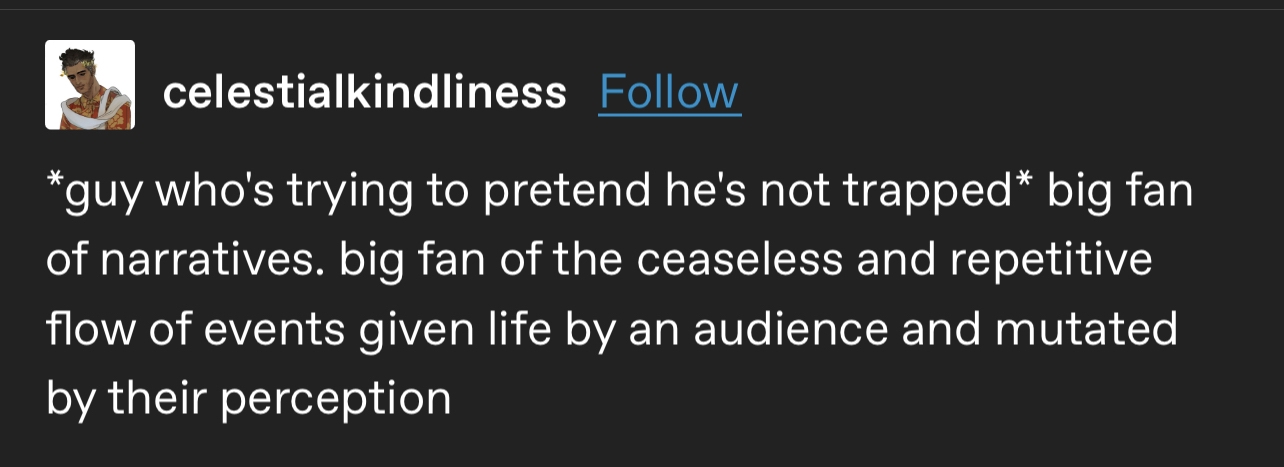 celestialkindliness Follow
*guy who's trying to pretend he's not trapped* big fan
of narratives. big fan of the ceaseless and repetitive
flow of events given life by an audience and mutated
by their perception